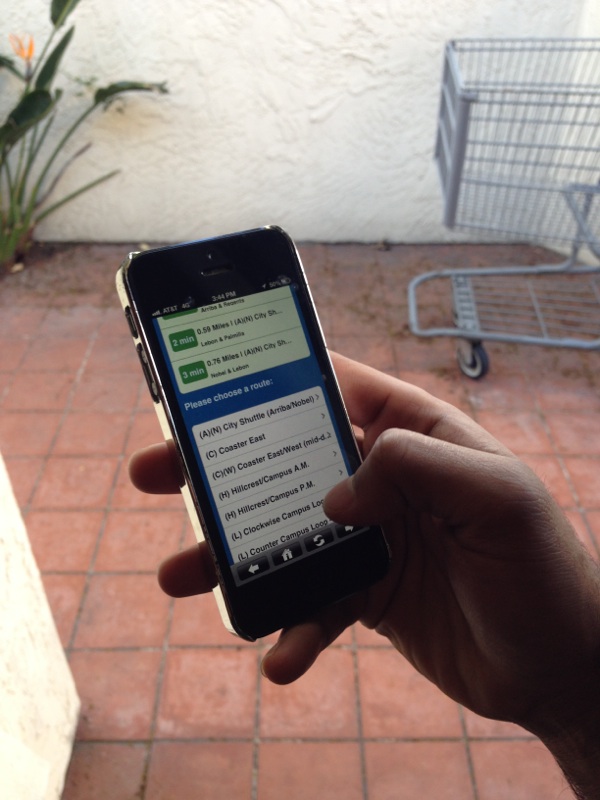 AT&T 4G 3:44 PM
Arriba & Regents
2 min 0.59 Miles | (A)(N) City Sh...
Lebon & Palmilla
3 min 0.76 Miles | (A)(N) City Sh...
Nobel & Lebon
Please choose a route:
(A)(N) City Shuttle (Arriba/Nobel)
(C) Coaster East
(C)(W) Coaster East/West (mid-d...
(H) Hillcrest/Campus A.M.
(H) Hillcrest/Campus P.M.
(L) Clockwise Campus Loo
(L) Counter Campus Loop